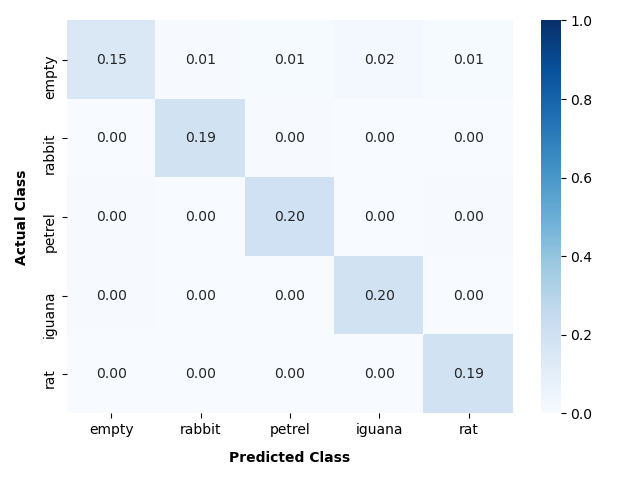 empty 0.15 0.01 0.01 0.02 0.01
rabbit 0.00 0.19 0.00 0.00 0.00
petrel 0.00 0.00 0.20 0.00 0.00
iguana 0.00 0.00 0.00 0.20 0.00
rat 0.00 0.00 0.00 0.00 0.19
empty rabbit petrel iguana rat
Predicted Class
Actual Class
1.0
0.8
0.6
0.4
0.2
0.0